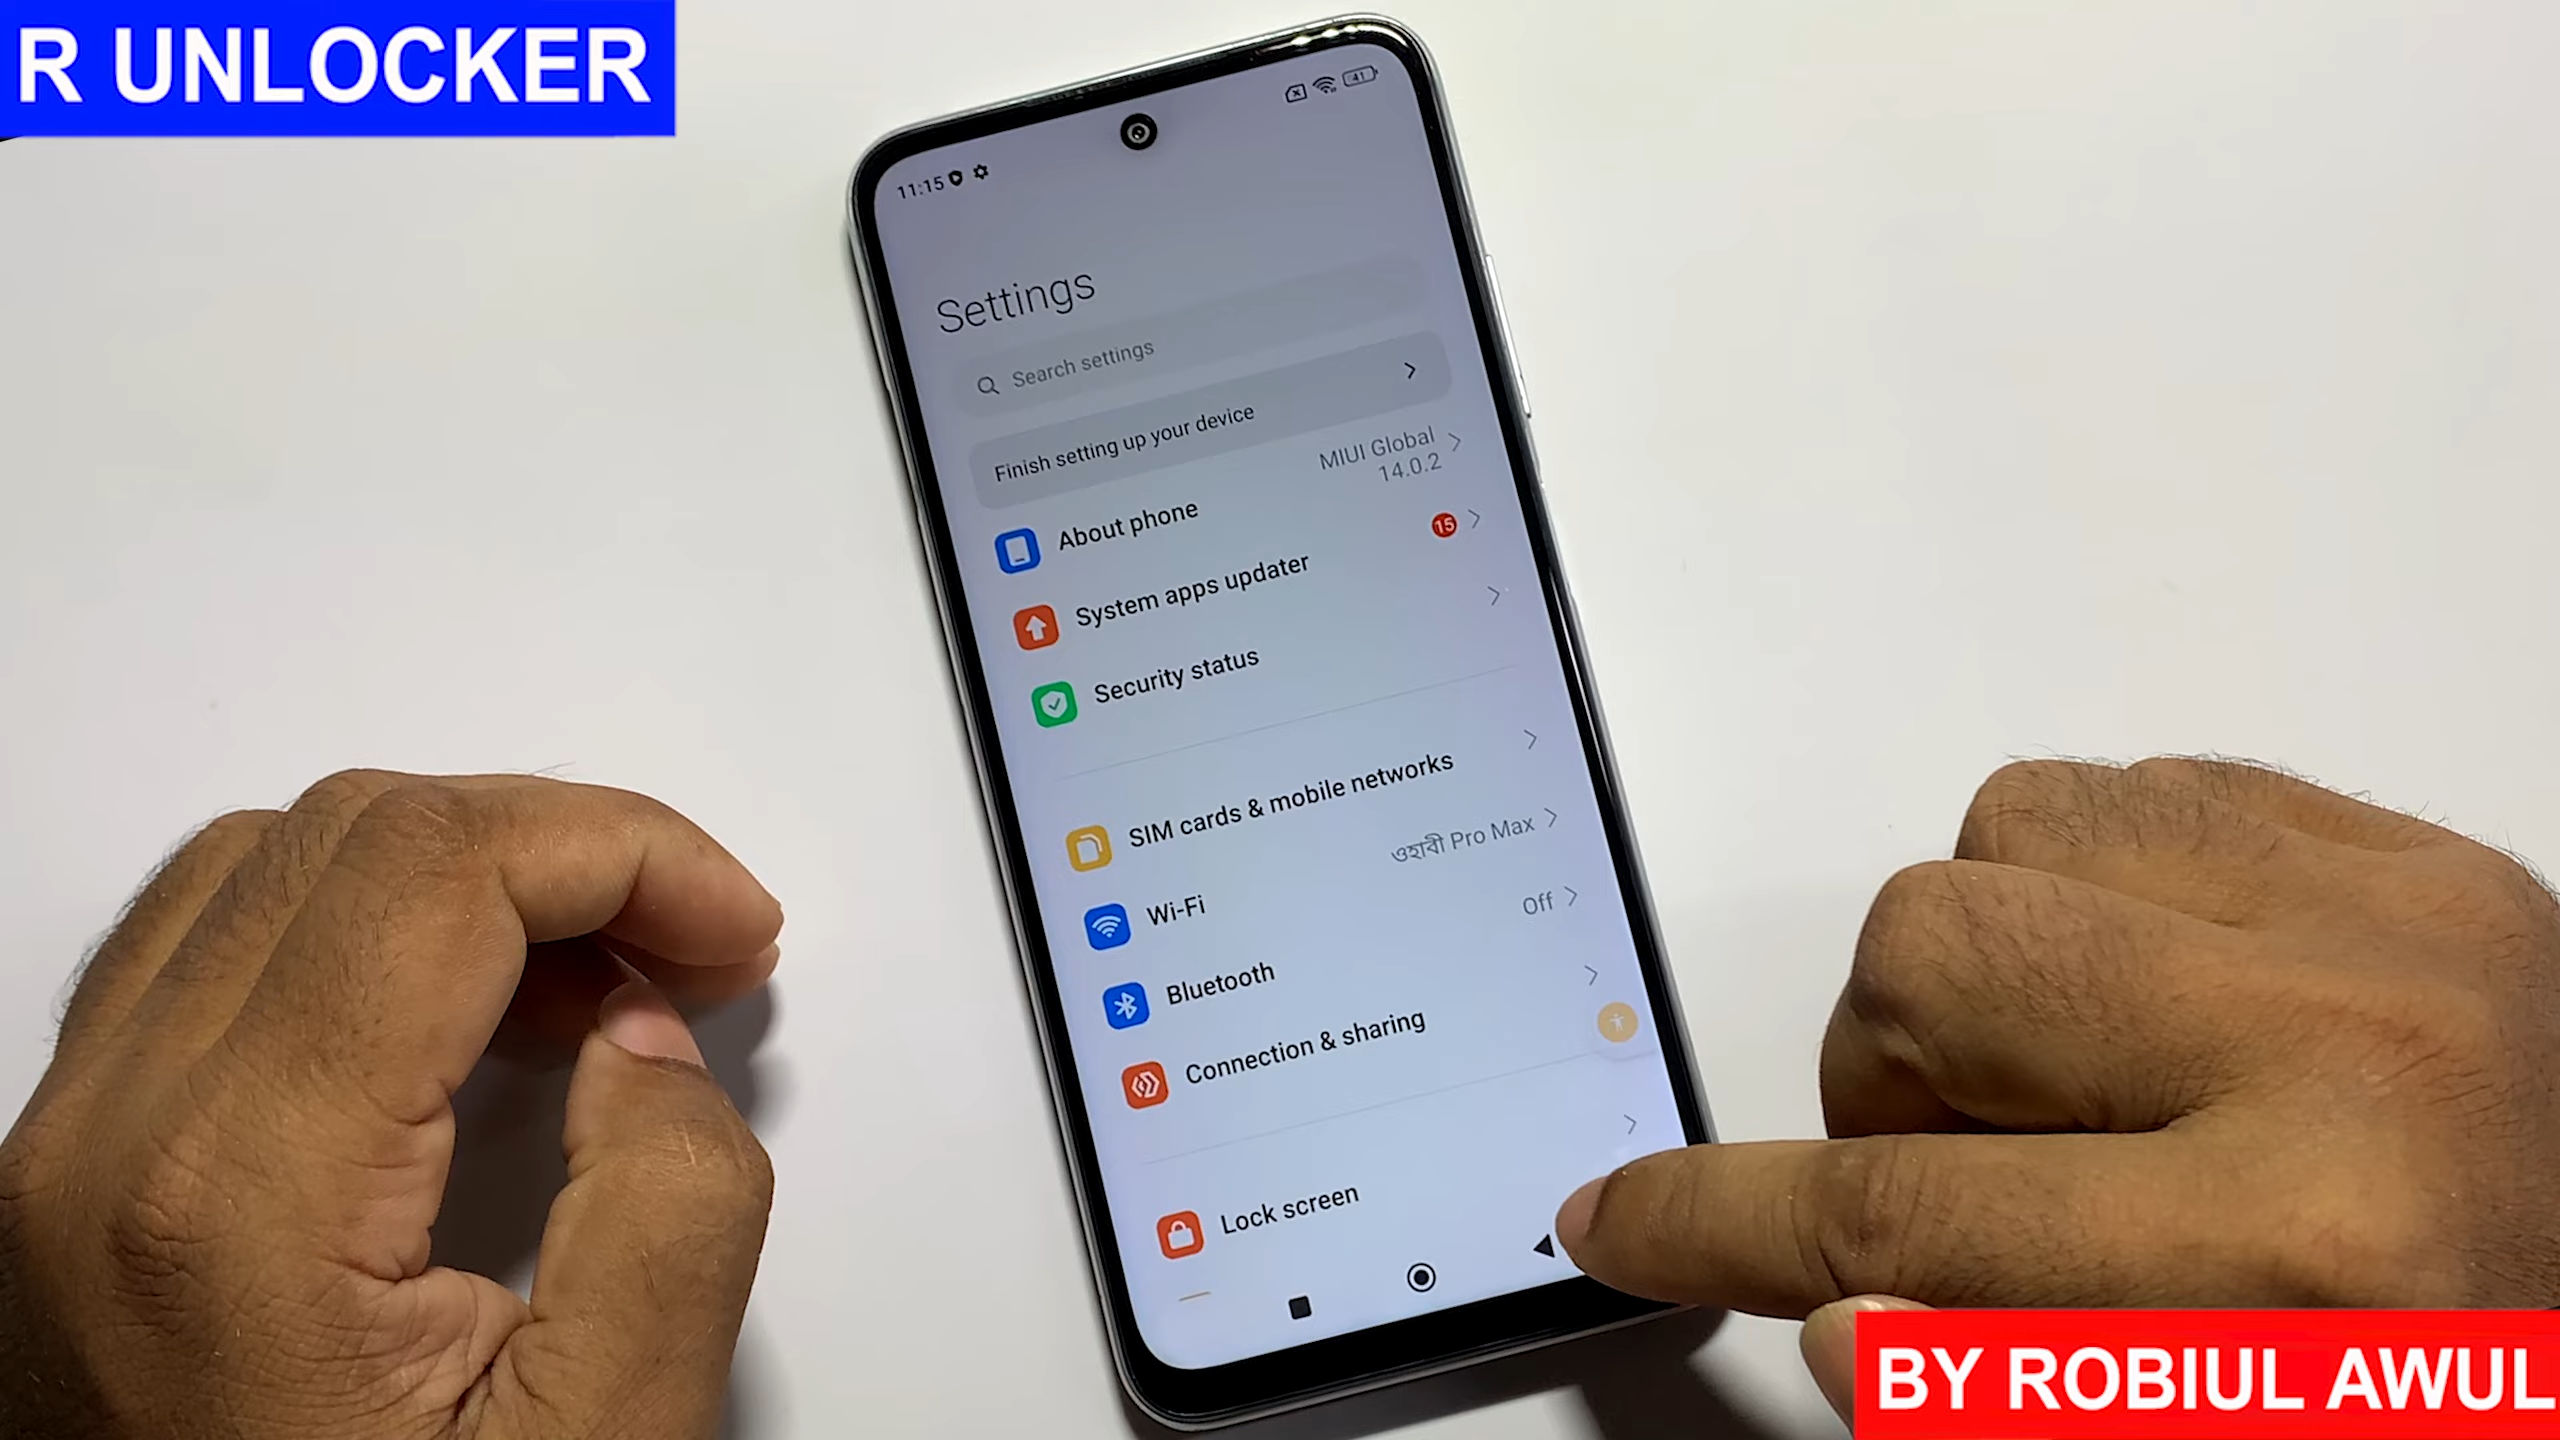 R UNLOCKER
41
11:15
Settings
Search settings
Finish setting up your device
About phone
MIUI Global
14.0.2
System apps updater
15
Security status
SIM cards & mobile networks
Wi-Fi
ওহাবী Pro Max
Bluetooth
Off
Connection & sharing
Lock screen
BY ROBIUL AWUL